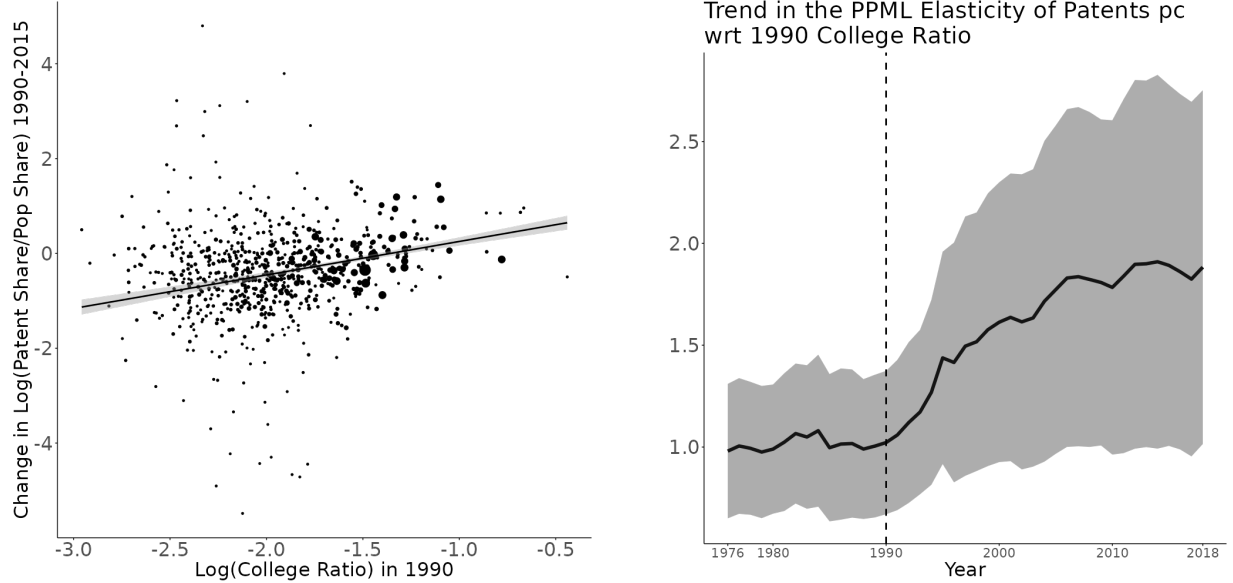 Change in Log(Patent Share/Pop Share) 1990-2015
4
2
0
-2
-4
-3.0 -2.5 -2.0 -1.5 -1.0 -0.5
Log(College Ratio) in 1990
Trend in the PPML Elasticity of Patents pc
wrt 1990 College Ratio
2.5
2.0
1.5
1.0
1976 1980 1990 2000 2010 2018
Year